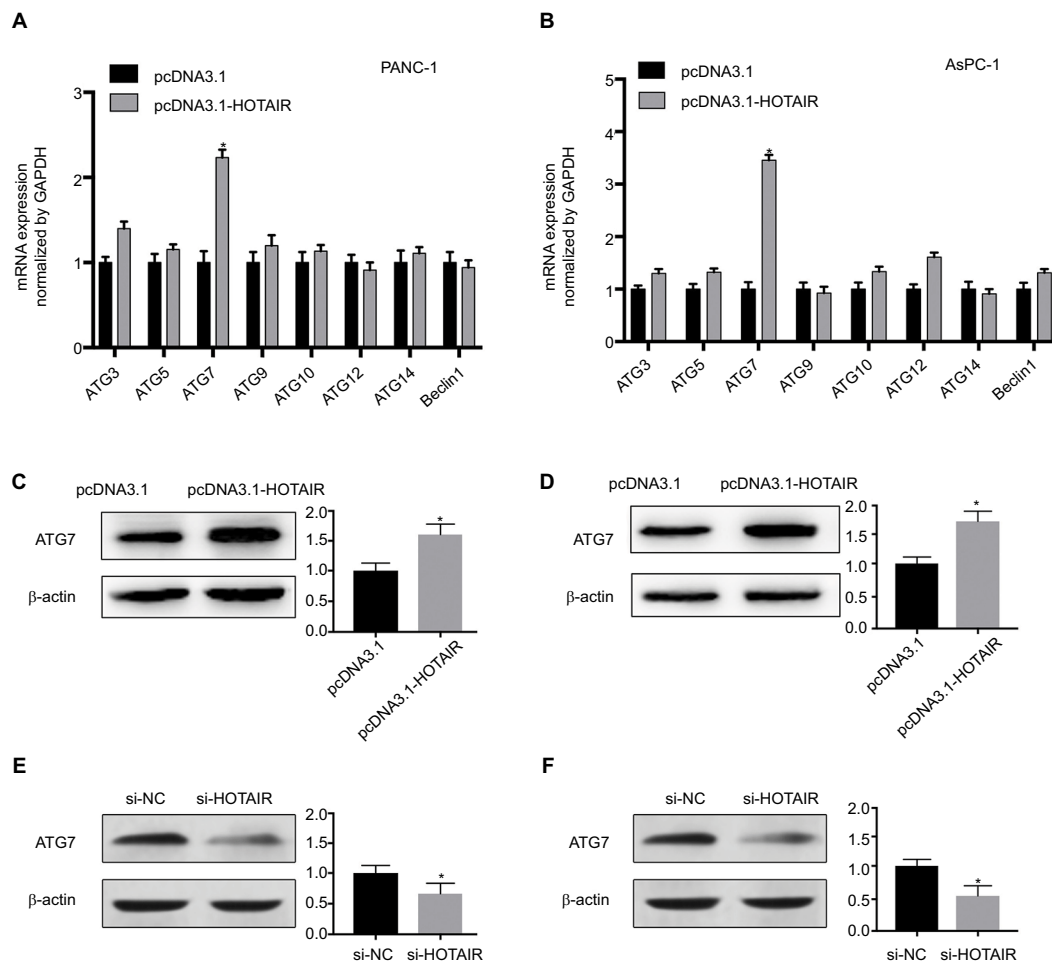 A
PANC-1
pcDNA3.1
pcDNA3.1-HOTAIR
mRNA expression
normalized by GAPDH
3
2
1
0
*
ATG3
ATG5
ATG7
ATG9
ATG10
ATG12
ATG14
Beclin1
B
AsPC-1
pcDNA3.1
pcDNA3.1-HOTAIR
mRNA expression
normalized by GAPDH
5
4
3
2
1
0
*
ATG3
ATG5
ATG7
ATG9
ATG10
ATG12
ATG14
Beclin1
C
pcDNA3.1 pcDNA3.1-HOTAIR
ATG7
β-actin
2.0
1.5
1.0
0.5
0.0
*
pcDNA3.1
pcDNA3.1-HOTAIR
D
pcDNA3.1 pcDNA3.1-HOTAIR
ATG7
β-actin
2.0
1.5
1.0
0.5
0.0
*
pcDNA3.1
pcDNA3.1-HOTAIR
E
si-NC si-HOTAIR
ATG7
β-actin
2.0
1.5
1.0
0.5
0.0
*
si-NC si-HOTAIR
F
si-NC si-HOTAIR
ATG7
β-actin
2.0
1.5
1.0
0.5
0.0
*
si-NC si-HOTAIR